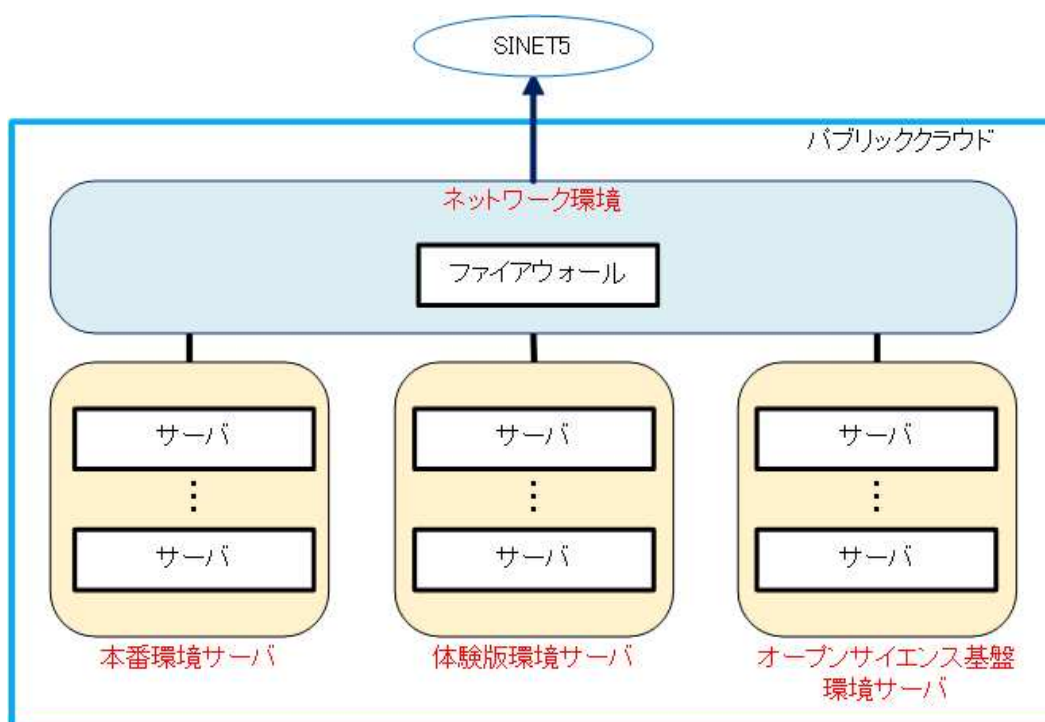 SINET5
パブリッククラウド
ネットワーク環境
ファイアウォール
サーバ
サーバ
サーバ
サーバ
サーバ
サーバ
本番環境サーバ
体験版環境サーバ
オープンサイエンス基盤
環境サーバ